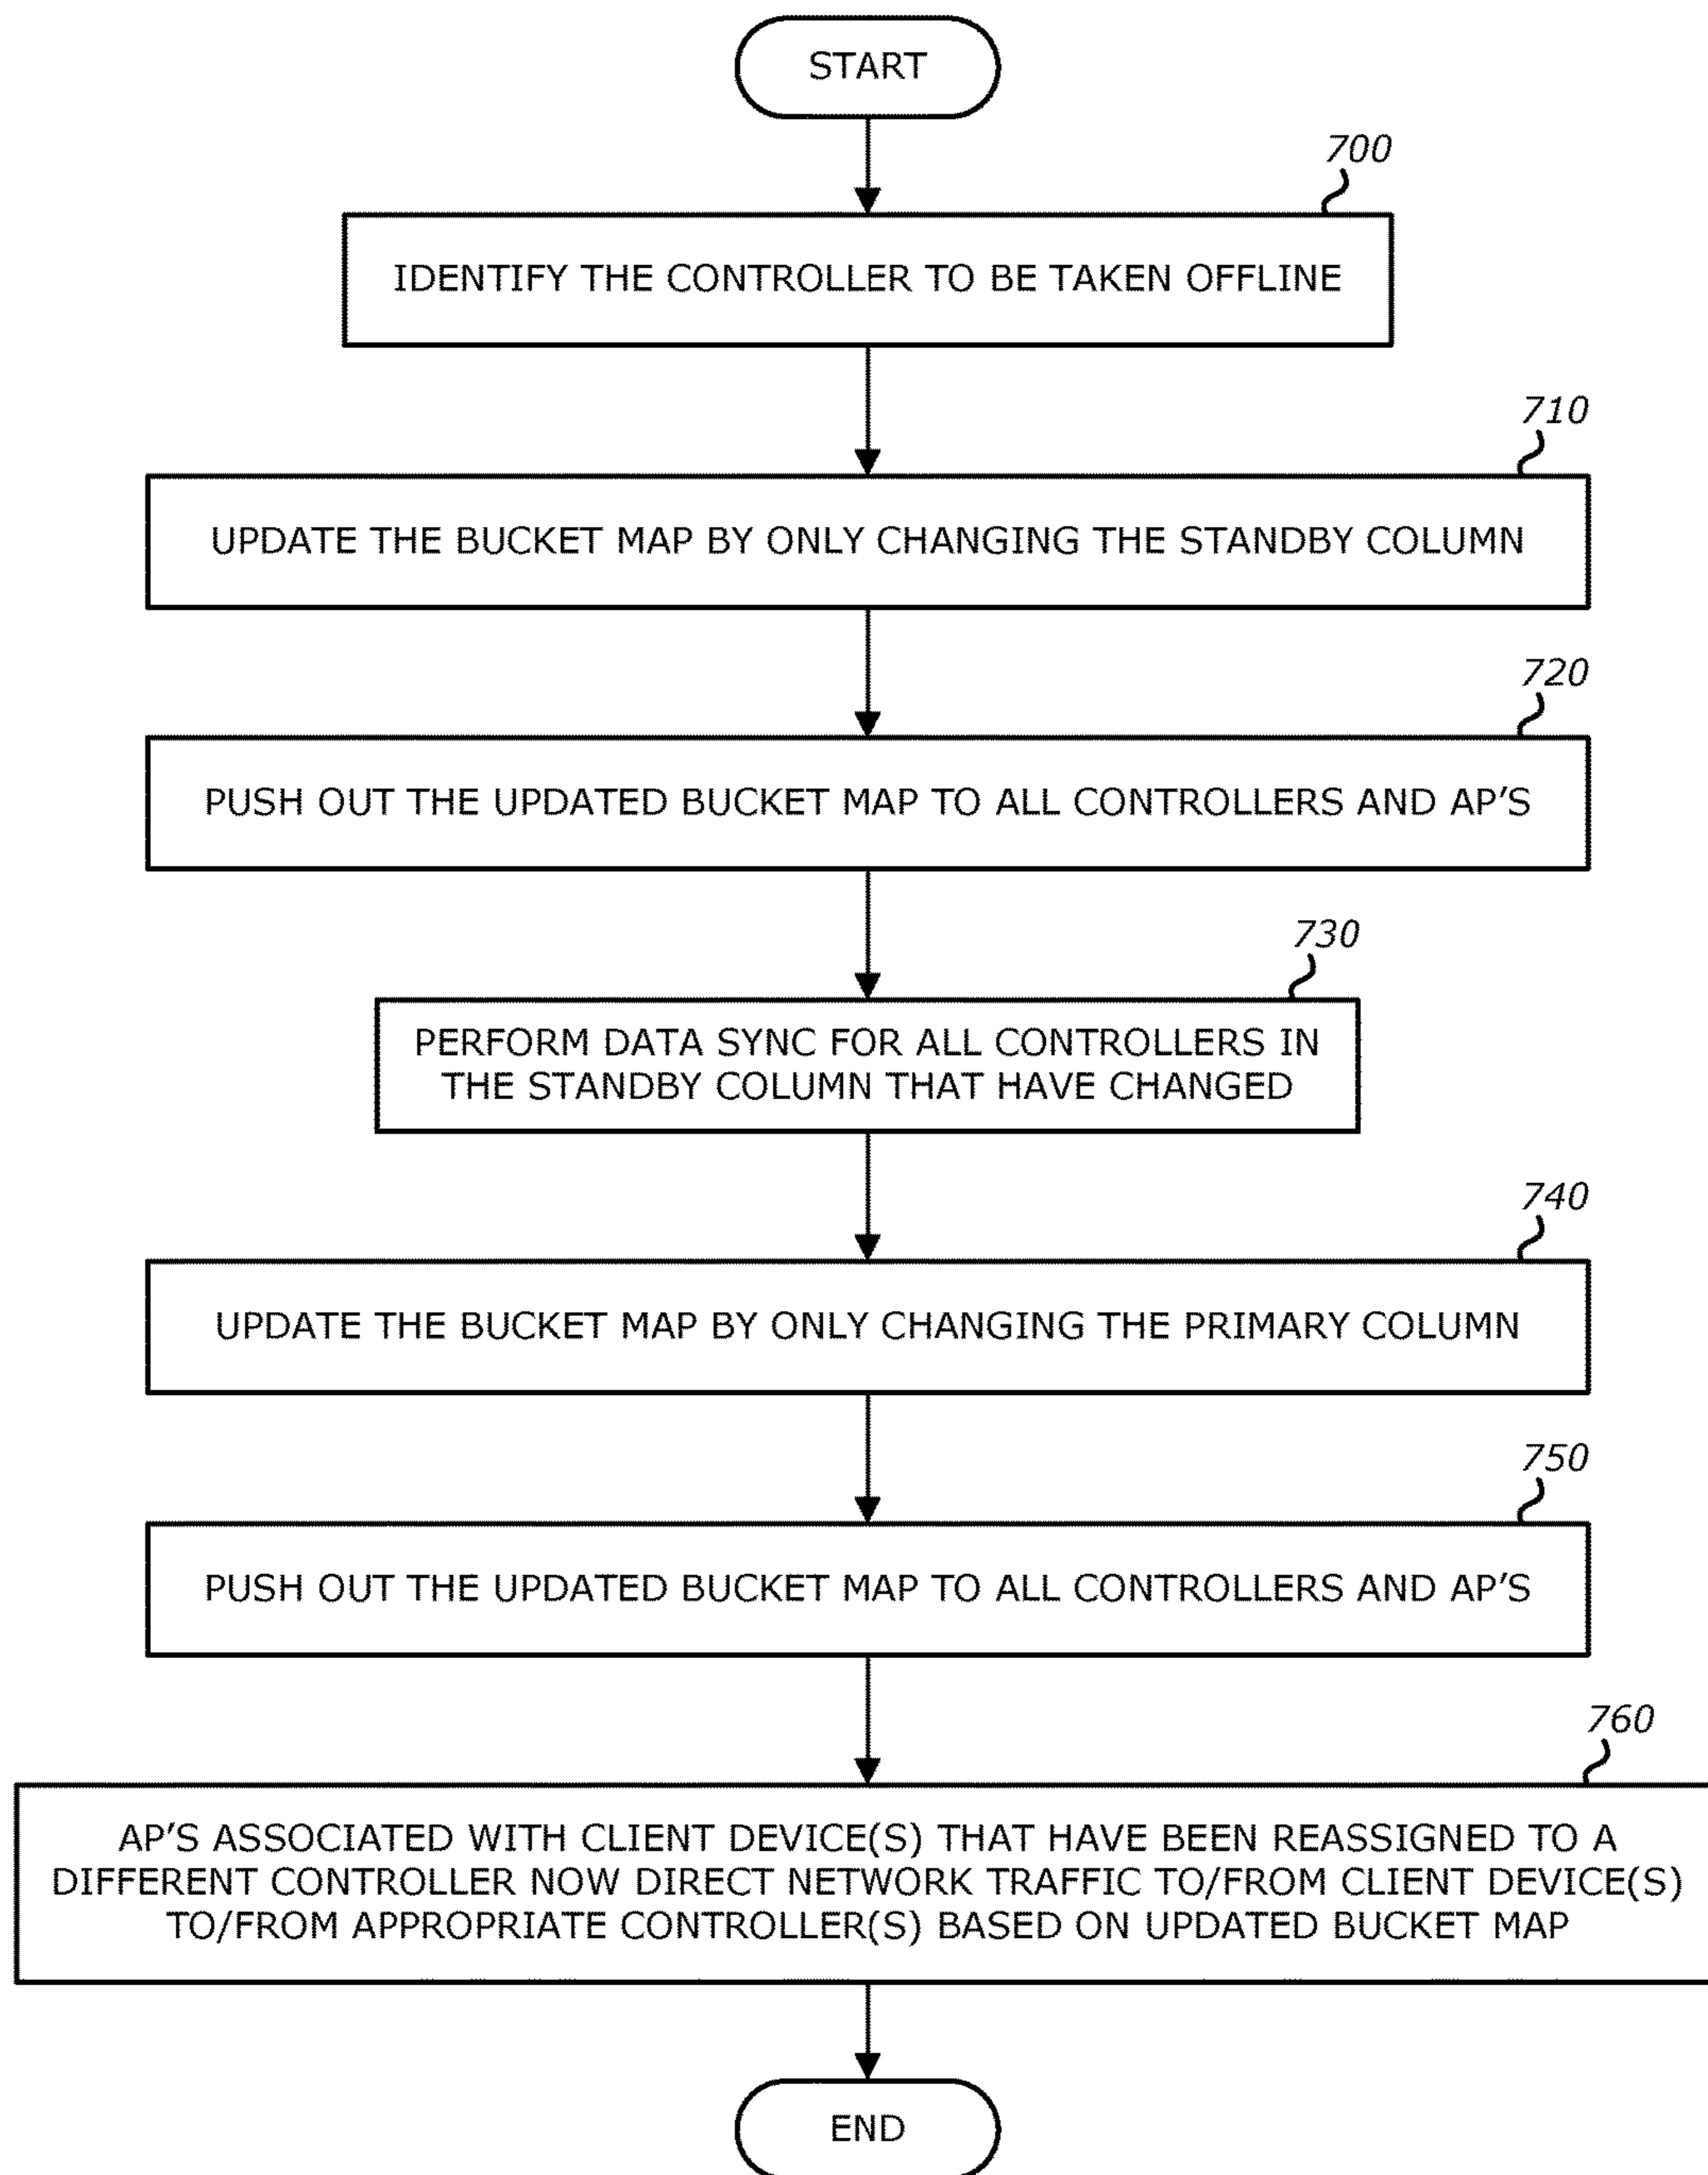 START
700
IDENTIFY THE CONTROLLER TO BE TAKEN OFFLINE
710
UPDATE THE BUCKET MAP BY ONLY CHANGING THE STANDBY COLUMN
720
PUSH OUT THE UPDATED BUCKET MAP TO ALL CONTROLLERS AND AP'S
730
PERFORM DATA SYNC FOR ALL CONTROLLERS IN
THE STANDBY COLUMN THAT HAVE CHANGED
740
UPDATE THE BUCKET MAP BY ONLY CHANGING THE PRIMARY COLUMN
750
PUSH OUT THE UPDATED BUCKET MAP TO ALL CONTROLLERS AND AP'S
760
AP'S ASSOCIATED WITH CLIENT DEVICE(S) THAT HAVE BEEN REASSIGNED TO A
DIFFERENT CONTROLLER NOW DIRECT NETWORK TRAFFIC TO/FROM CLIENT DEVICE(S)
TO/FROM APPROPRIATE CONTROLLER(S) BASED ON UPDATED BUCKET MAP
END